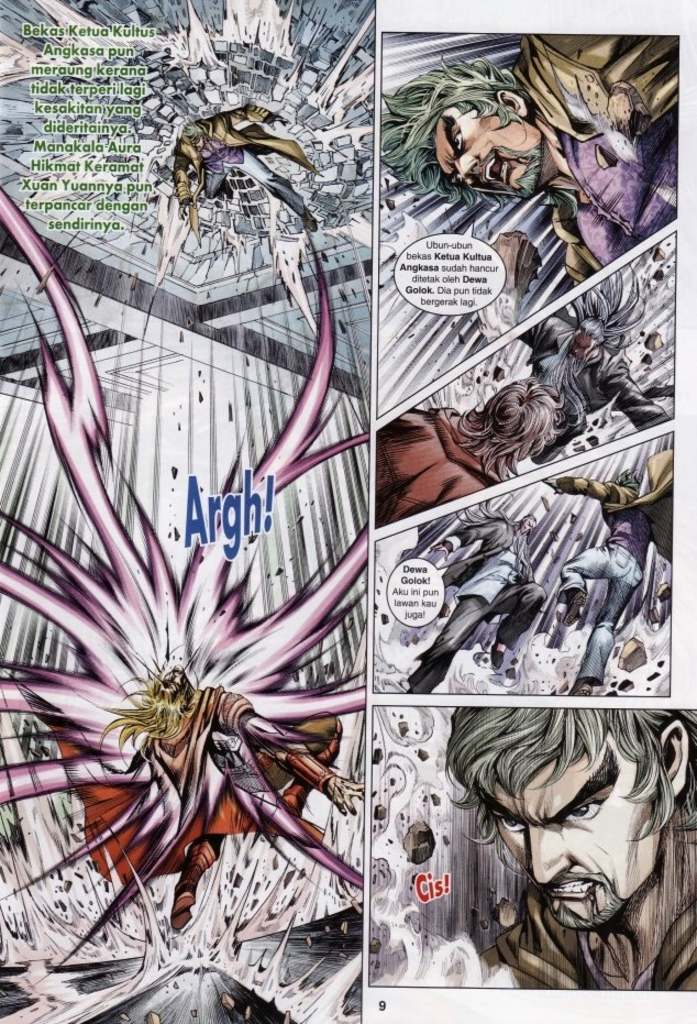 Bekas Ketua Kultus
Angkasa pun
meraung kerana
tidak terperi lagi
kesakitan yang
dideritainya.
Manakala Aura
Hikmat Keramat
Xuan Yuannya pun
terpancar dengan
sendirinya.
Argh!
Ubun-ubun
bekas Ketua Kultua
Angkasa sudah hancur
ditetak oleh Dewa
Golok. Dia pun tidak
bergerak lagi.
Dewa
Golok!
Aku ini pun
lawan kau
juga!
Cis!
9